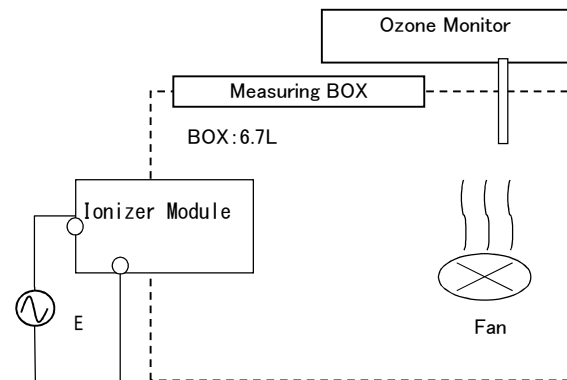 Ozone Monitor
Measuring BOX
BOX:6.7L
Ionizer Module
E
Fan